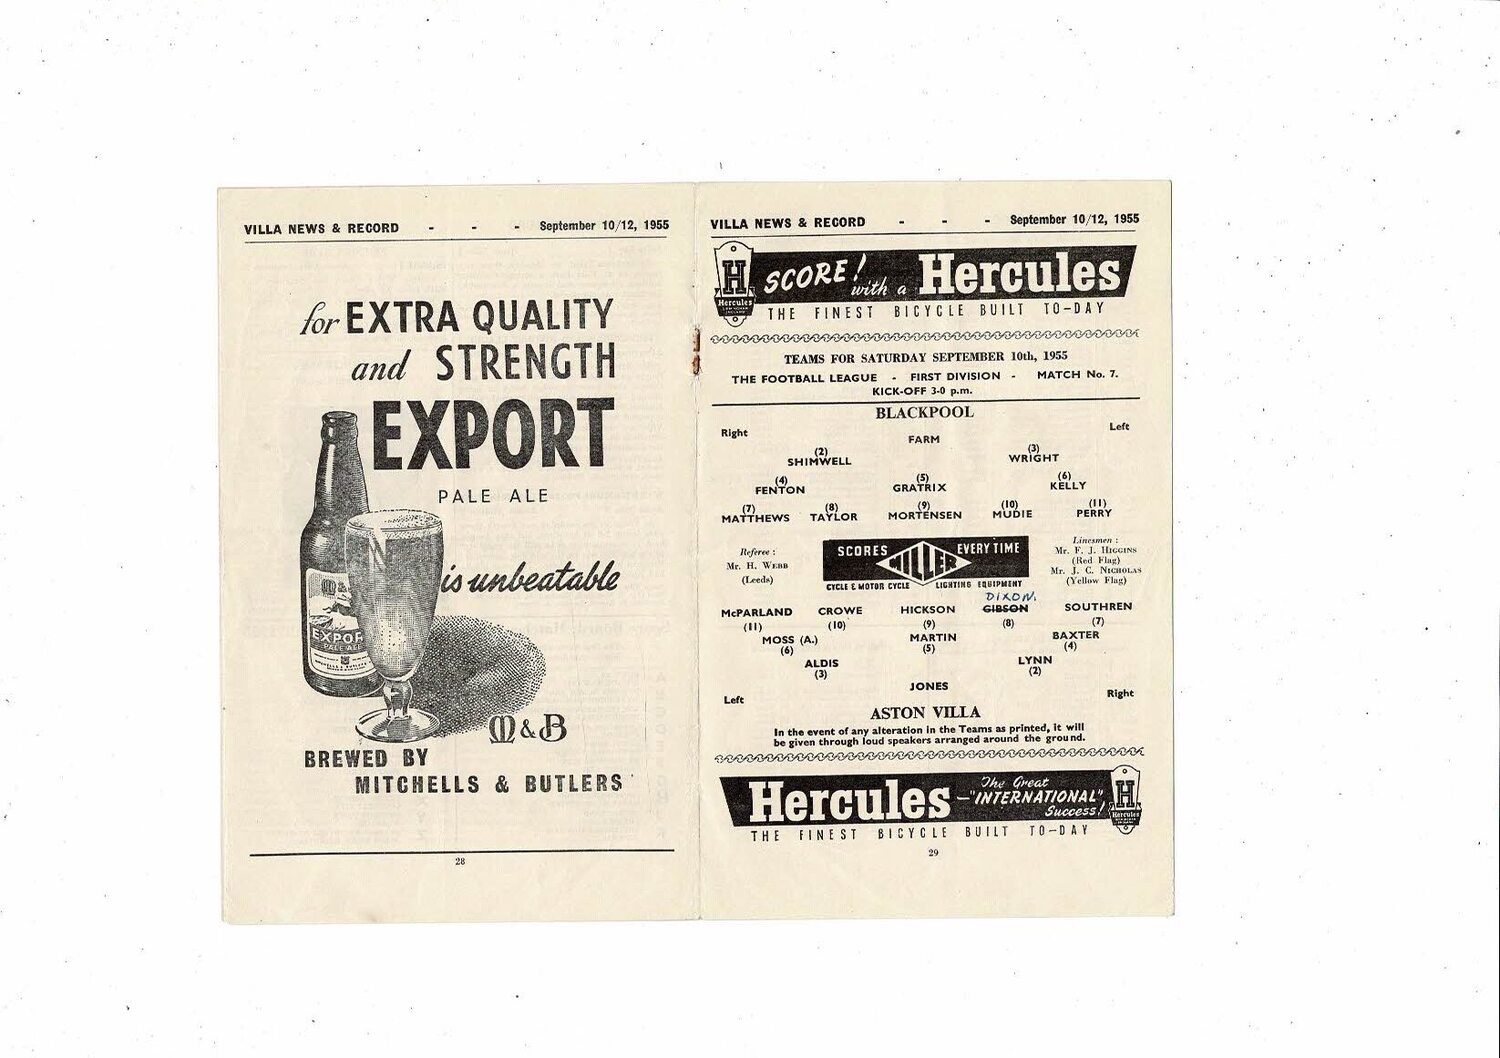 VILLA NEWS & RECORD - - - September 10/12, 1955
for EXTRA QUALITY
and STRENGTH
EXPORT
PALE ALE
is unbeatable
EXPORT
PALE ALE
M&B
BREWED BY
MITCHELLS & BUTLERS
28
VILLA NEWS & RECORD - - - September 10/12, 1955
H
Hercules
SCORE! with a Hercules
THE FINEST BICYCLE BUILT TO-DAY
TEAMS FOR SATURDAY SEPTEMBER 10th, 1955
THE FOOTBALL LEAGUE - FIRST DIVISION - MATCH No. 7.
KICK-OFF 3-0 p.m.
BLACKPOOL
Right Left
FARM
(2) (3)
SHIMWELL WRIGHT
(4) (5) (6)
FENTON GRATRIX KELLY
(7) (8) (9) (10) (11)
MATTHEWS TAYLOR MORTENSEN MUDIE PERRY
Referee :
Mr. H. WEBB
(Leeds)
SCORES MILLER EVERY TIME
CYCLE & MOTOR CYCLE LIGHTING EQUIPMENT
Linesmen :
Mr. F. J. HIGGINS
(Red Flag)
Mr. J. C. NICHOLAS
(Yellow Flag)
DIXON.
McPARLAND CROWE HICKSON GIBSON SOUTHREN
(11) (10) (9) (8) (7)
MOSS (A.) MARTIN BAXTER
(6) (5) (4)
ALDIS LYNN
(3) (2)
JONES
Left Right
ASTON VILLA
In the event of any alteration in the Teams as printed, it will
be given through loud speakers arranged around the ground.
Hercules – The Great "INTERNATIONAL" Success!
H
Hercules
THE FINEST BICYCLE BUILT TO-DAY
29